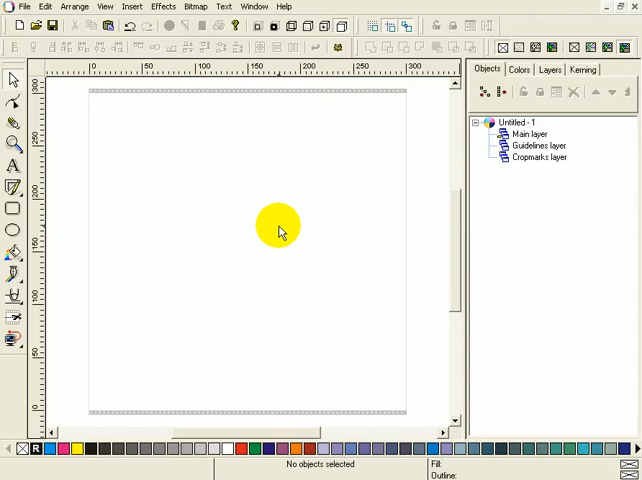 File Edit Arrange View Insert Effects Bitmap Text Window Help
0 50 100 150 200 300
300
250
200
150
100
50
0
Objects Colors Layers Kerning
Untitled - 1
Main layer
Guidelines layer
Cropmarks layer
A
R
No objects selected
Fill:
Outline: